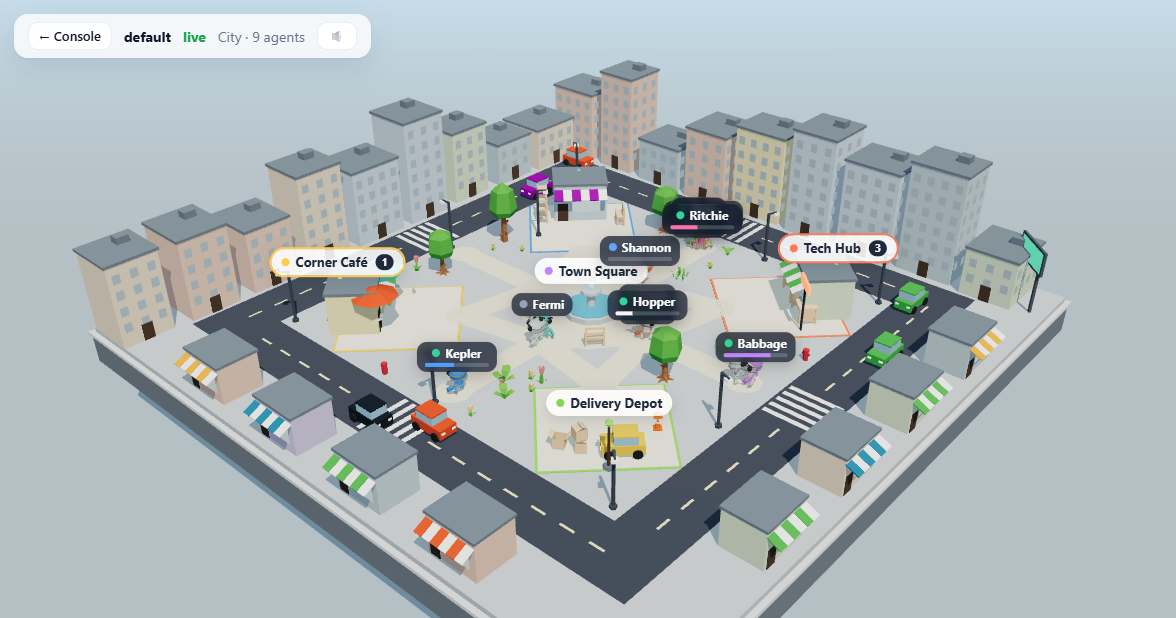 ← Console default live City · 9 agents
Ritchie
Shannon
Tech Hub 3
Corner Café 1
Town Square
Fermi
Hopper
Babbage
Kepler
Delivery Depot